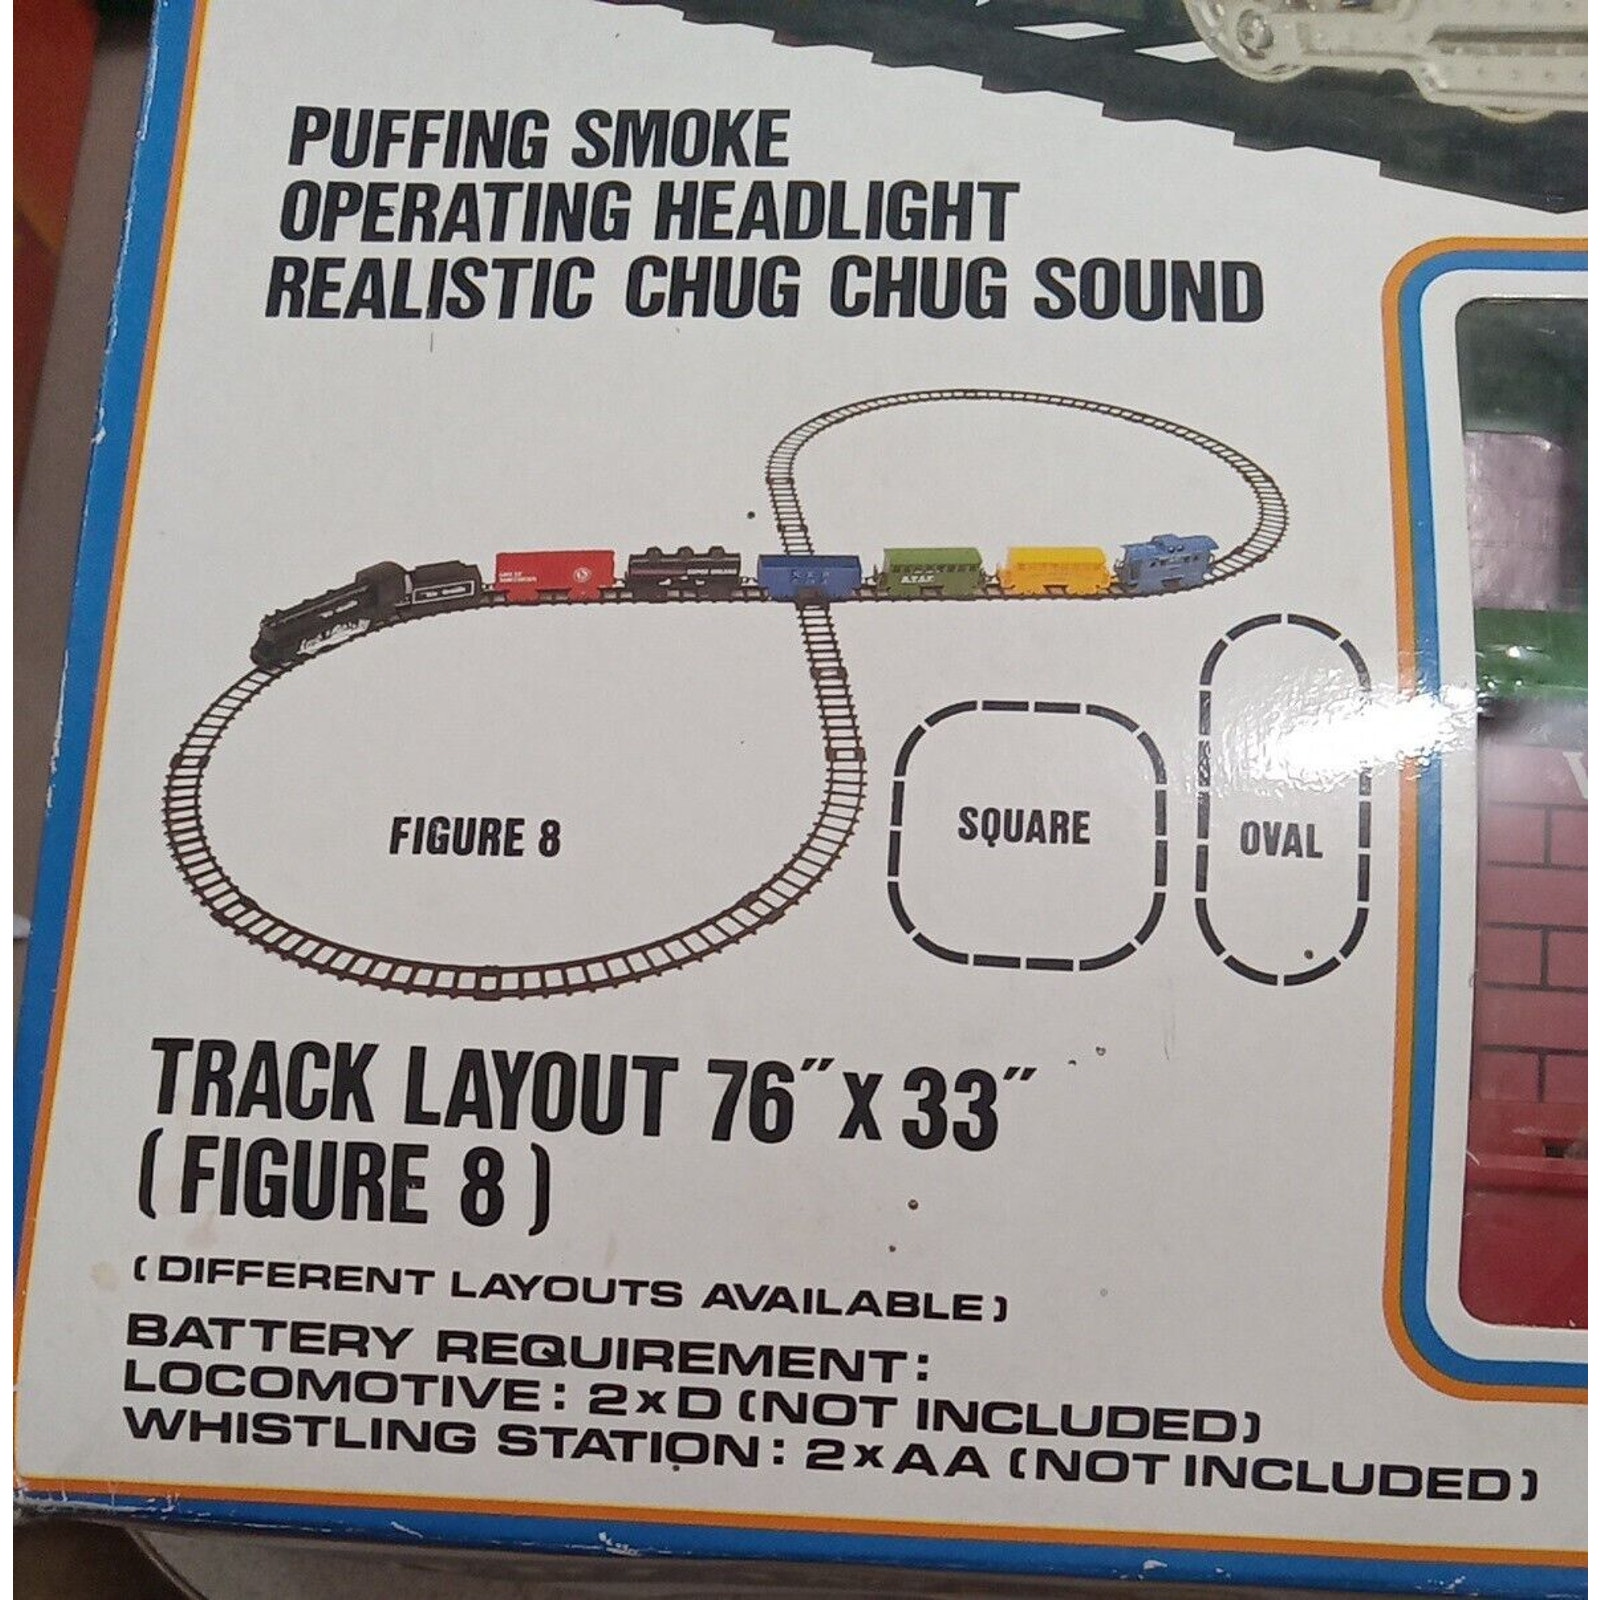 PUFFING SMOKE
OPERATING HEADLIGHT
REALISTIC CHUG CHUG SOUND
FIGURE 8
SQUARE
OVAL
TRACK LAYOUT 76" X 33"
(FIGURE 8)
(DIFFERENT LAYOUTS AVAILABLE)
BATTERY REQUIREMENT:
LOCOMOTIVE: 2xD (NOT INCLUDED)
WHISTLING STATION: 2xAA (NOT INCLUDED)